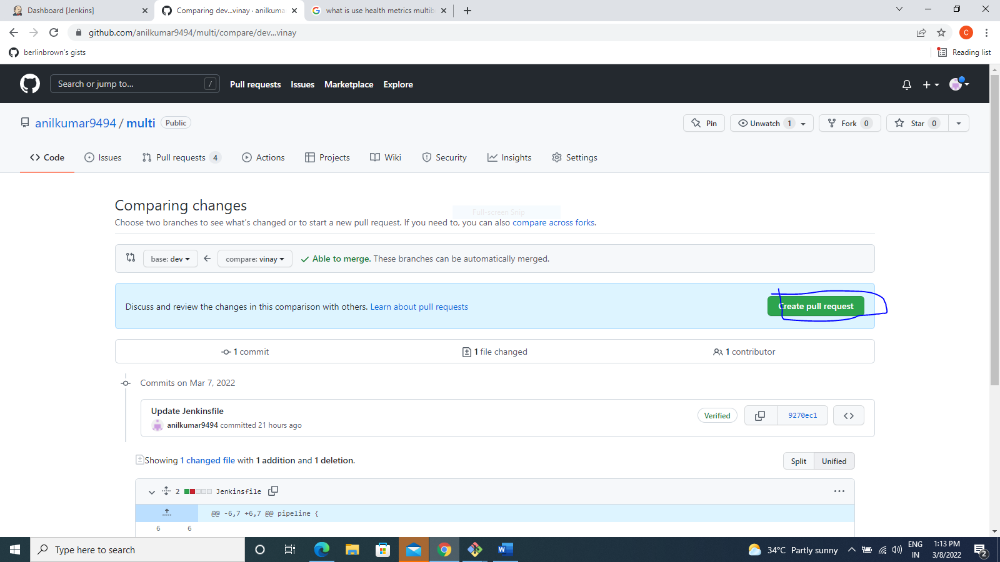 Dashboard [Jenkins]
Comparing dev...vinay · anilkuma
what is use health metrics multib
github.com/anilkumar9494/multi/compare/dev...vinay
C
berlinbrown's gists
Reading list
Search or jump to...
/
Pull requests
Issues
Marketplace
Explore
anilkumar9494 / multi
Public
Pin
Unwatch 1
Fork 0
Star 0
Code
Issues
Pull requests 4
Actions
Projects
Wiki
Security
Insights
Settings
Comparing changes
Full-screen Snip
Choose two branches to see what's changed or to start a new pull request. If you need to, you can also compare across forks.
base: dev
compare: vinay
Able to merge. These branches can be automatically merged.
Discuss and review the changes in this comparison with others. Learn about pull requests
Create pull request
1 commit
1 file changed
1 contributor
Commits on Mar 7, 2022
Update Jenkinsfile
anilkumar9494 committed 21 hours ago
Verified
9270ec1
Showing 1 changed file with 1 addition and 1 deletion.
Split
Unified
2
Jenkinsfile
@@ -6,7 +6,7 @@ pipeline {
6 6
Type here to search
34°C Partly sunny
ENG
IN
1:13 PM
3/8/2022
2